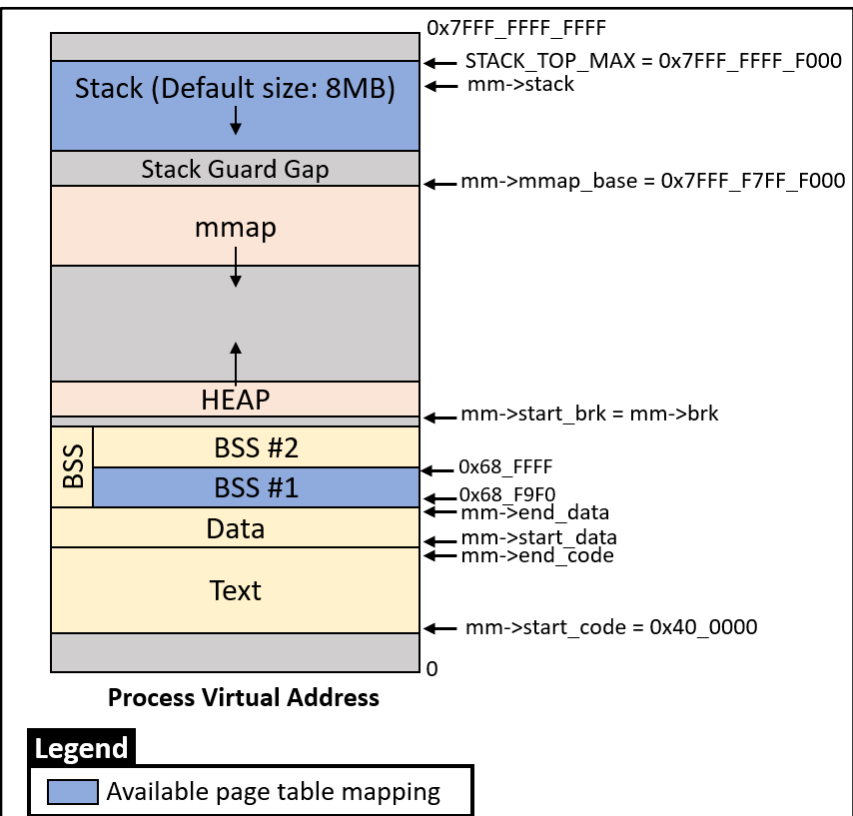 0x7FFF_FFFF_FFFF
STACK_TOP_MAX = 0x7FFF_FFFF_F000
Stack (Default size: 8MB)
mm->stack
Stack Guard Gap
mm->mmap_base = 0x7FFF_F7FF_F000
mmap
HEAP
mm->start_brk = mm->brk
BSS
BSS #2
0x68_FFFF
BSS #1
0x68_F9F0
mm->end_data
Data
mm->start_data
mm->end_code
Text
mm->start_code = 0x40_0000
0
Process Virtual Address
Legend
Available page table mapping